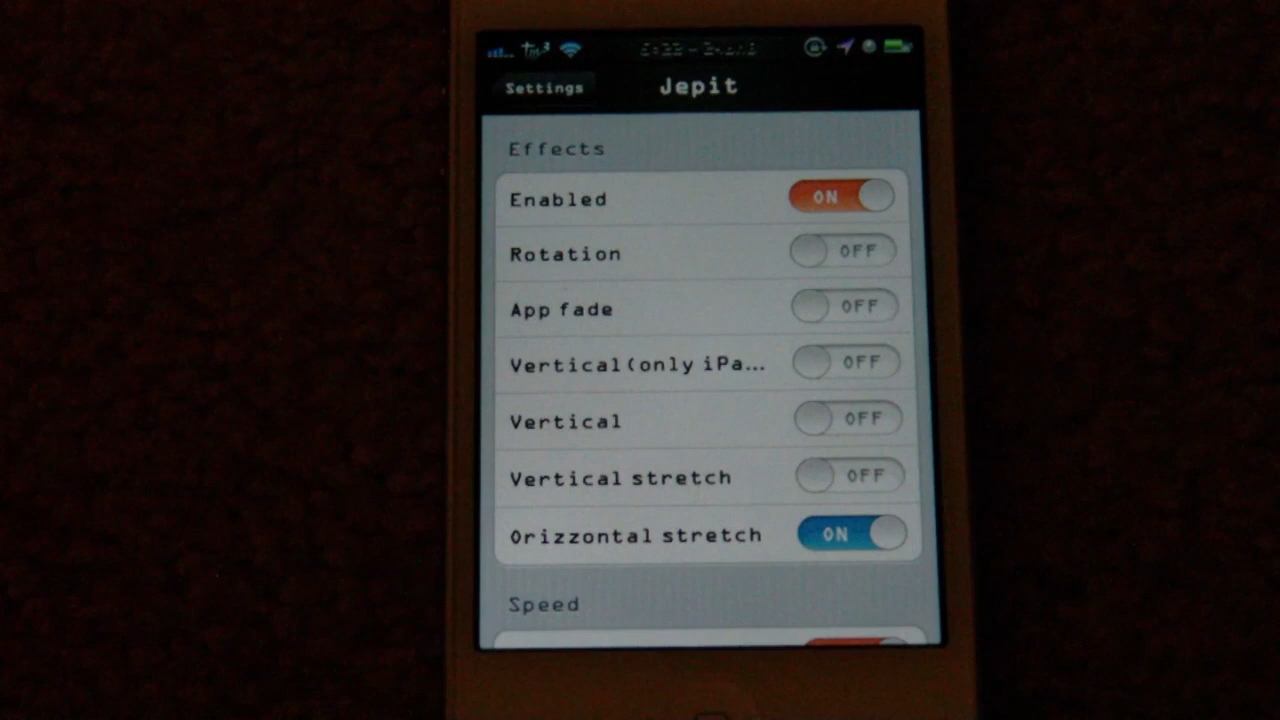 Settings
Jepit
Effects
Enabled ON
Rotation OFF
App fade OFF
Vertical(only iPa... OFF
Vertical OFF
Vertical stretch OFF
Orizzontal stretch ON
Speed